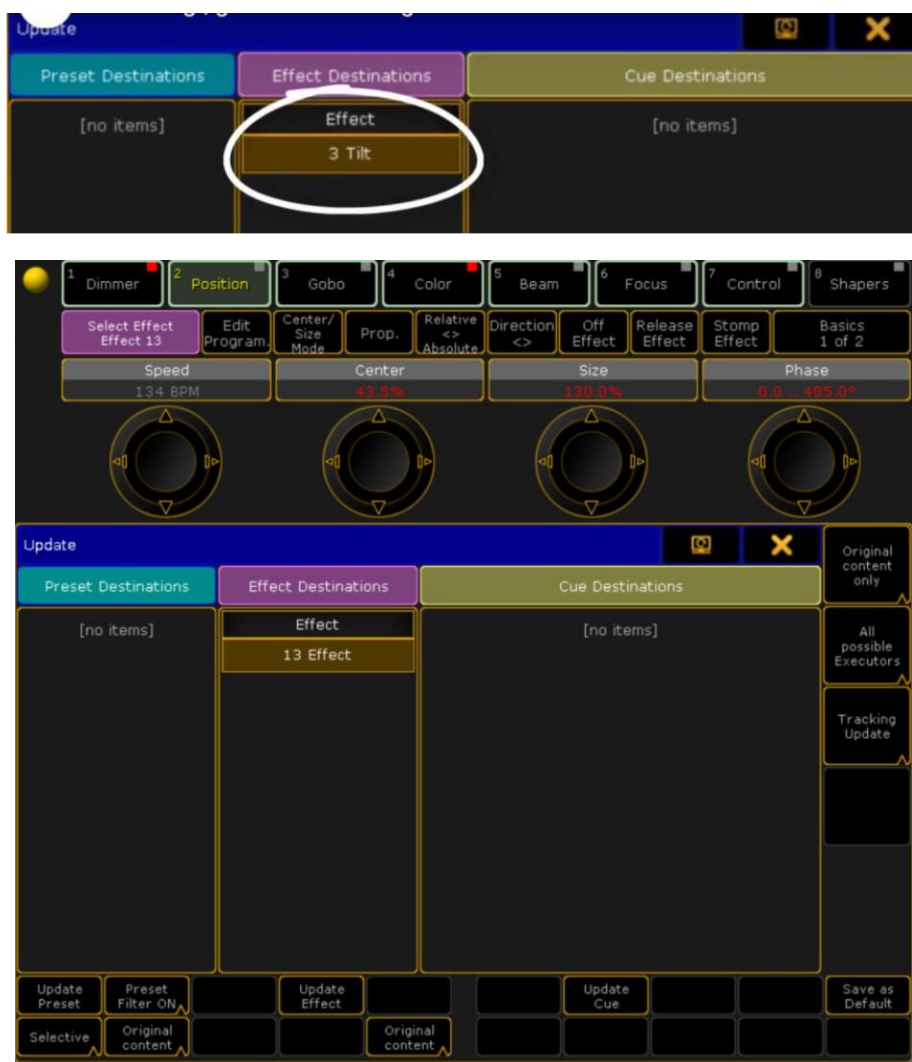 Update
Preset Destinations Effect Destinations Cue Destinations
[no items] Effect [no items]
3 Tilt
1 Dimmer 2 Position 3 Gobo 4 Color 5 Beam 6 Focus 7 Control 8 Shapers
Select Effect Edit Center/ Prop. Relative Direction Off Release Stomp Basics
Effect 13 Program. Size <> <> Effect Effect Effect 1 of 2
Mode Absolute
Speed Center Size Phase
134 BPM 43.5% 130.0% 0.0 .. 405.0°
Update
Original
content
only
Preset Destinations Effect Destinations Cue Destinations
[no items] Effect [no items]
13 Effect
All
possible
Executors
Tracking
Update
Update Preset Update Update Save as
Preset Filter ON Effect Cue Default
Selective Original Original
content content